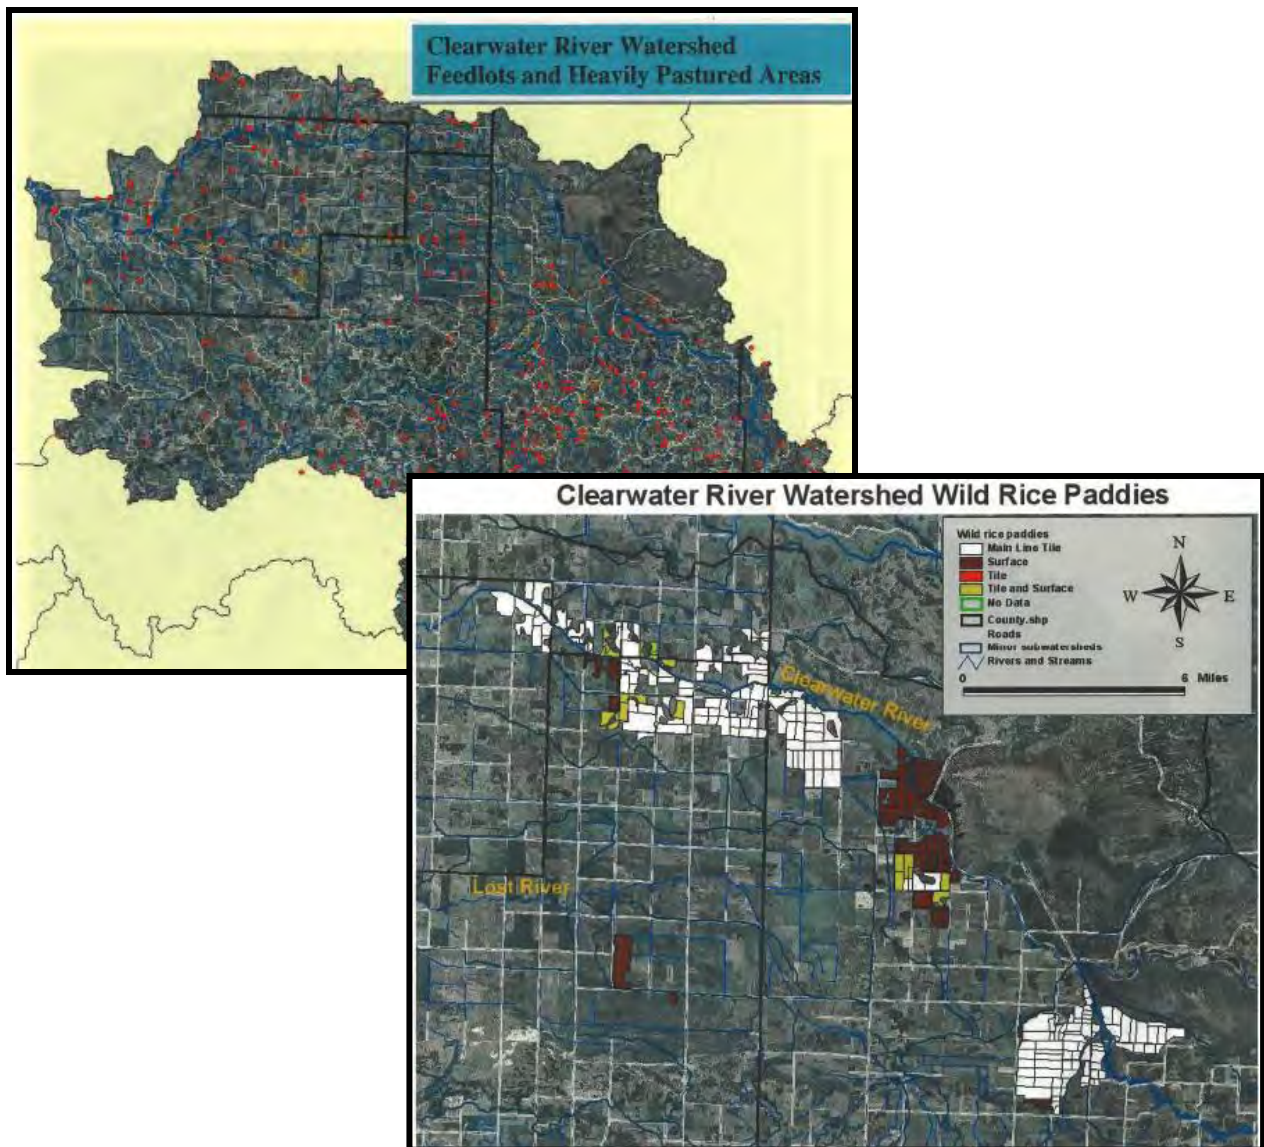 Clearwater River Watershed
Feedlots and Heavily Pastured Areas
Clearwater River Watershed Wild Rice Paddies
Wild rice paddies
Main Line Tile
Surface
Tile
Tile and Surface
No Data
County.shp
Roads
Minor subwatersheds
Rivers and Streams
N
W
E
S
0
6 Miles
Clearwater River
Lost River